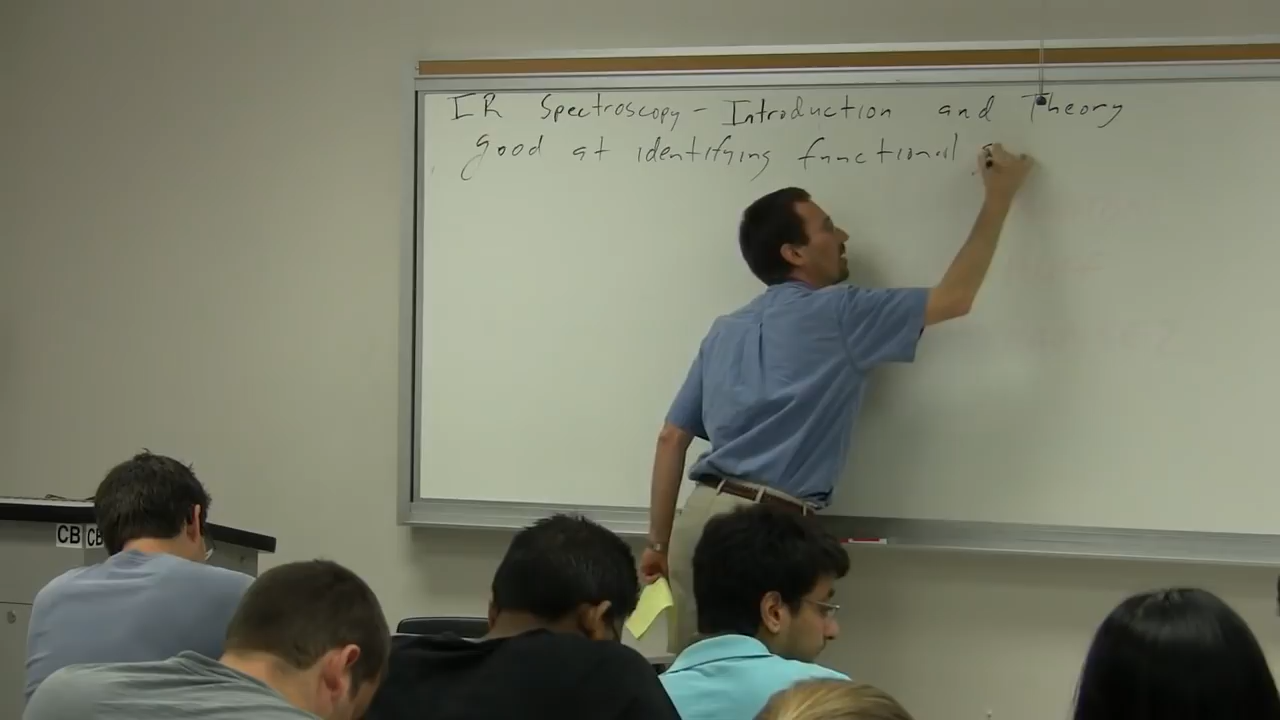 IR Spectroscopy - Introduction and Theory
good at identifying functional
CB CB